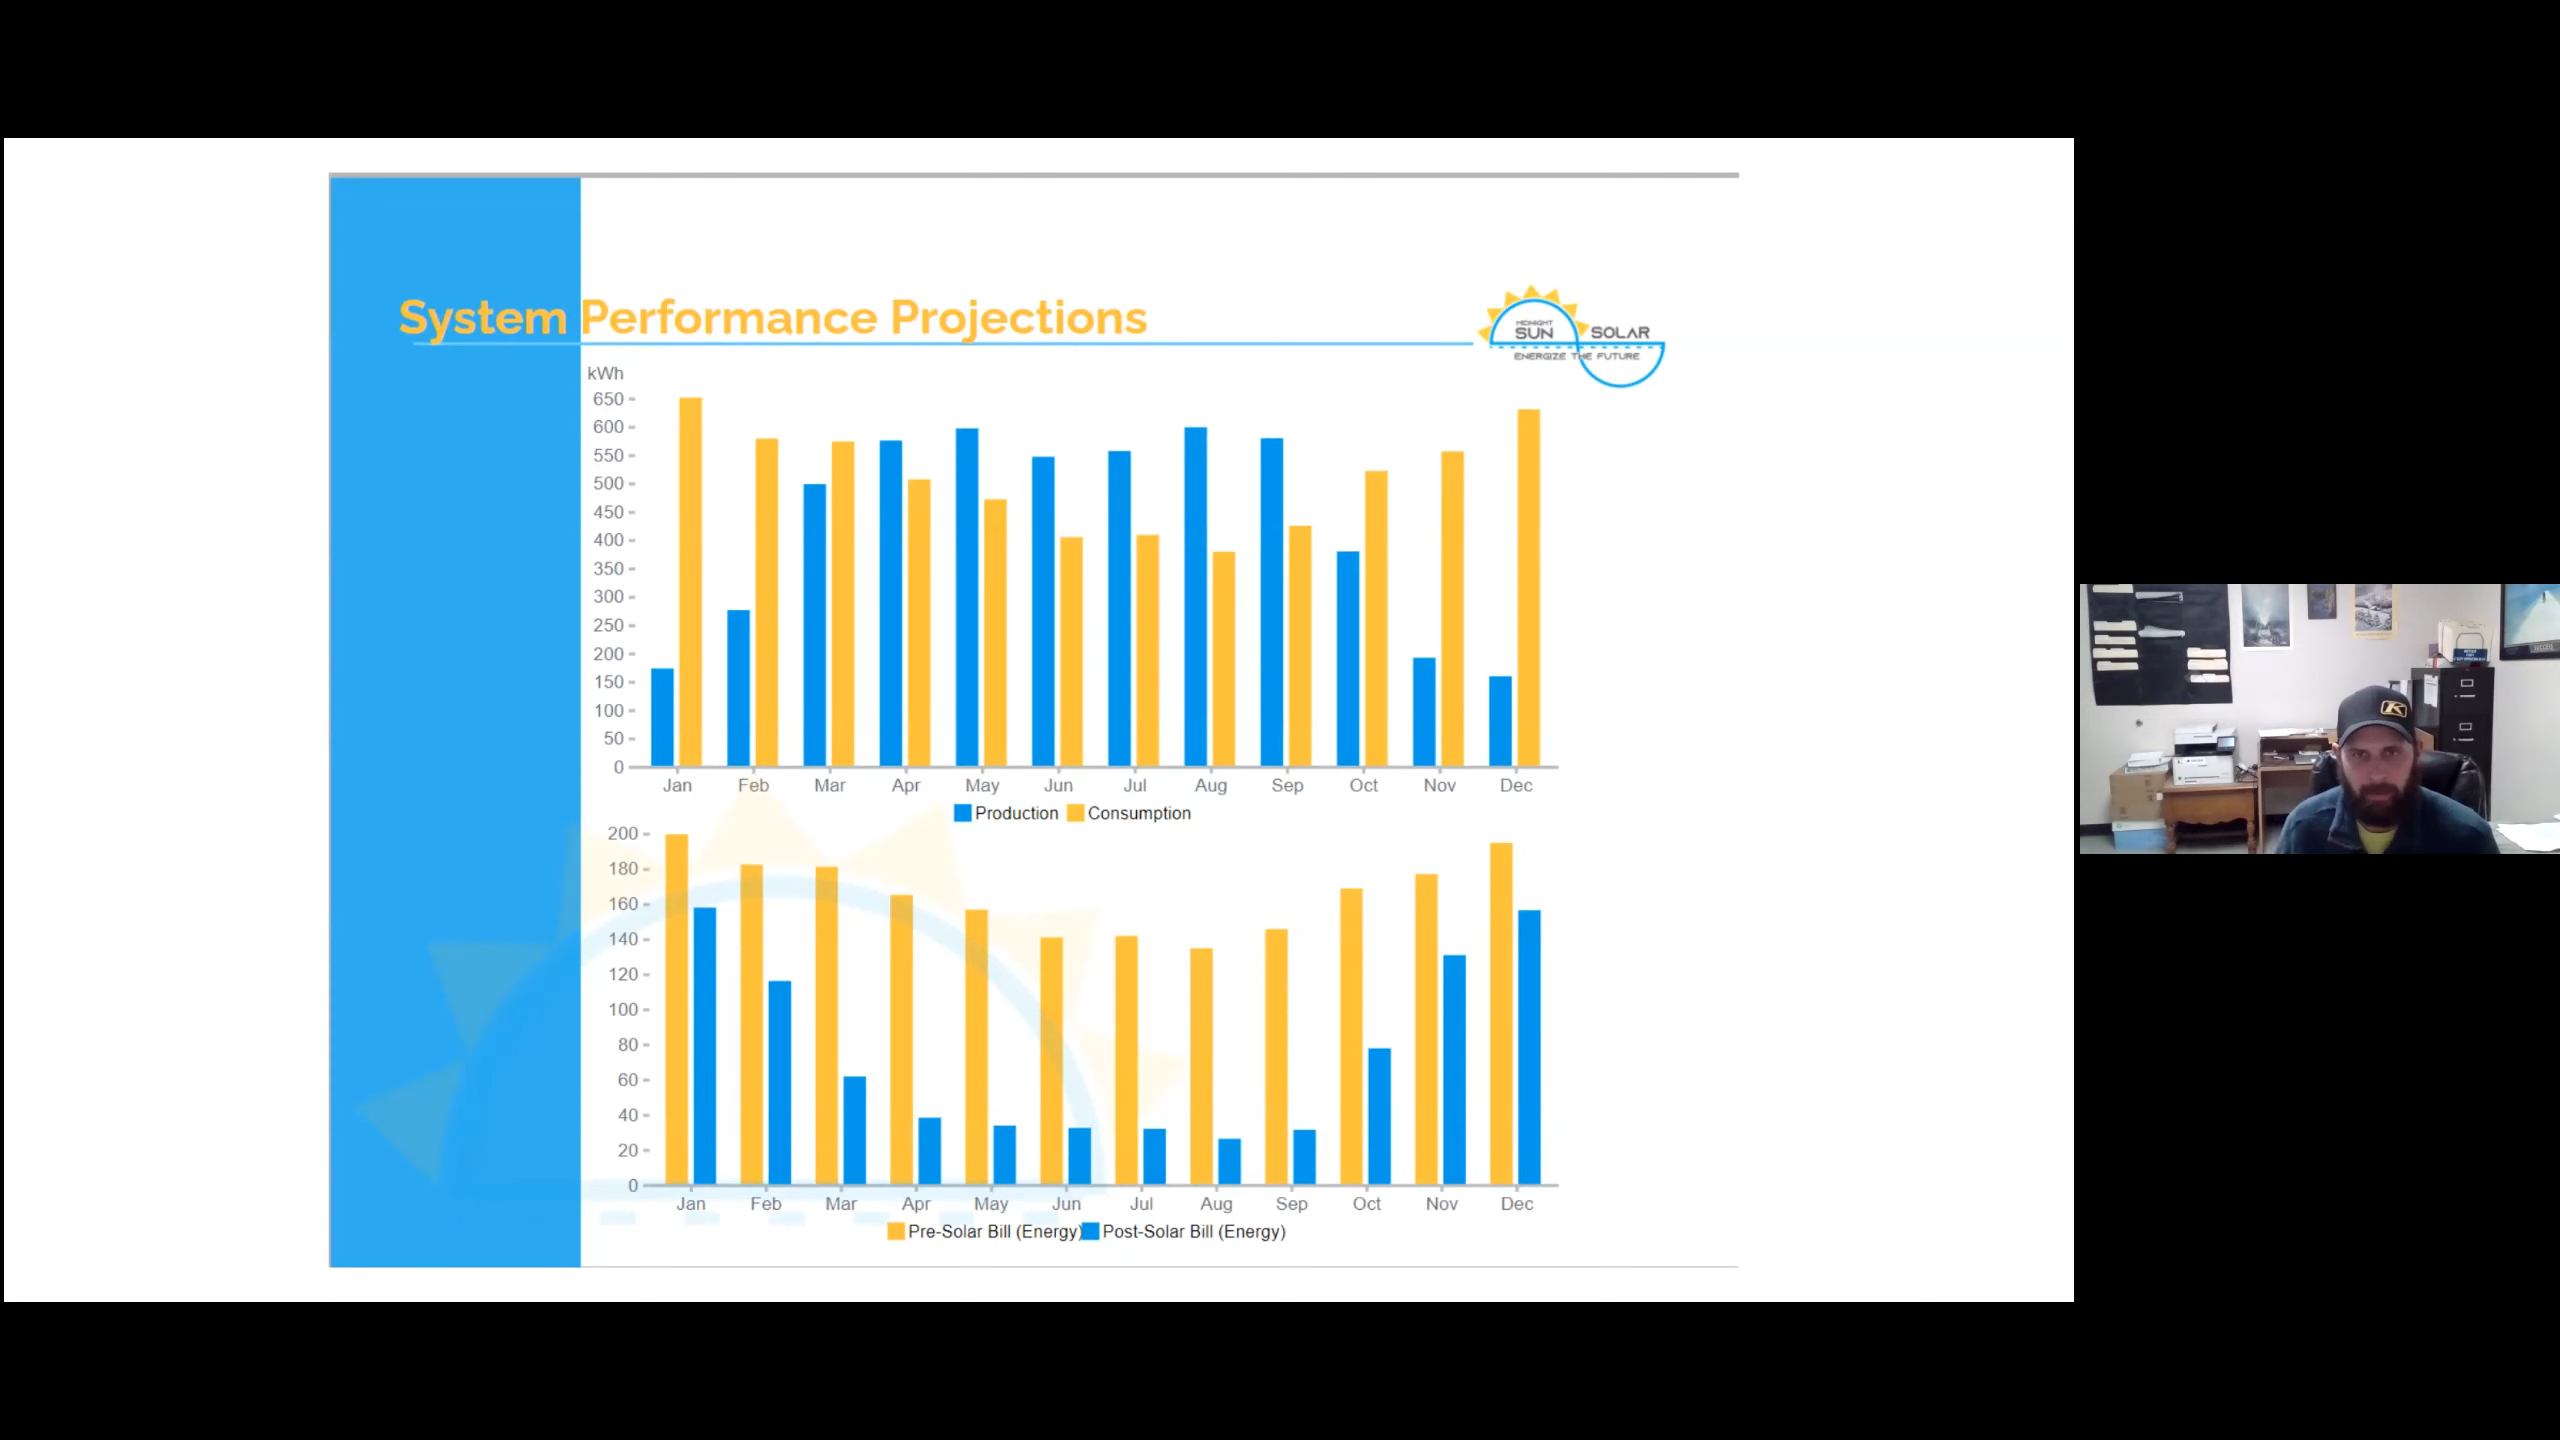 System Performance Projections
MIDNIGHT
SUN SOLAR
ENERGIZE THE FUTURE
kWh
650
600
550
500
450
400
350
300
250
200
150
100
50
0
Jan Feb Mar Apr May Jun Jul Aug Sep Oct Nov Dec
Production Consumption
200
180
160
140
120
100
80
60
40
20
0
Jan Feb Mar Apr May Jun Jul Aug Sep Oct Nov Dec
Pre-Solar Bill (Energy) Post-Solar Bill (Energy)
K